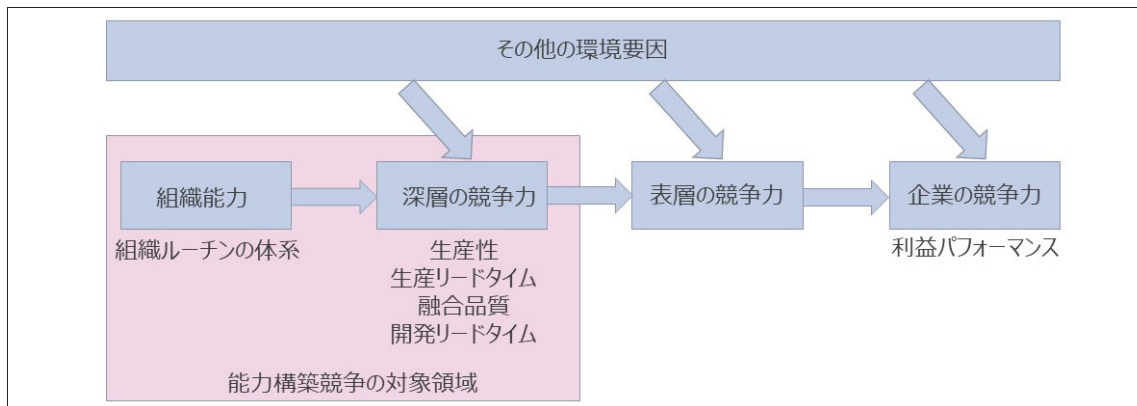 その他の環境要因
組織能力
深層の競争力
表層の競争力
企業の競争力
組織ルーチンの体系
生産性
利益パフォーマンス
生産リードタイム
融合品質
開発リードタイム
能力構築競争の対象領域